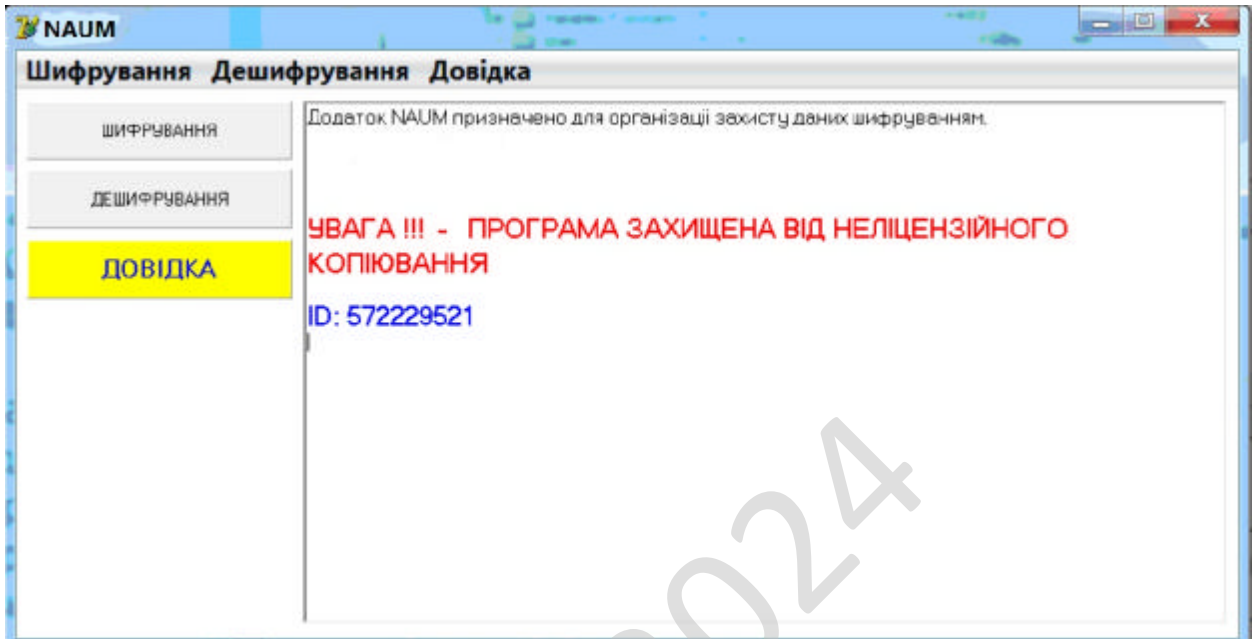 NAUM
Шифрування Дешифрування Довідка
ШИФРУВАННЯ
ДЕШИФРУВАННЯ
ДОВІДКА
Додаток NAUM призначено для організації захисту даних шифруванням.
УВАГА !!! - ПРОГРАМА ЗАХИЩЕНА ВІД НЕЛІЦЕНЗІЙНОГО
КОПІЮВАННЯ
ID: 572229521
2024